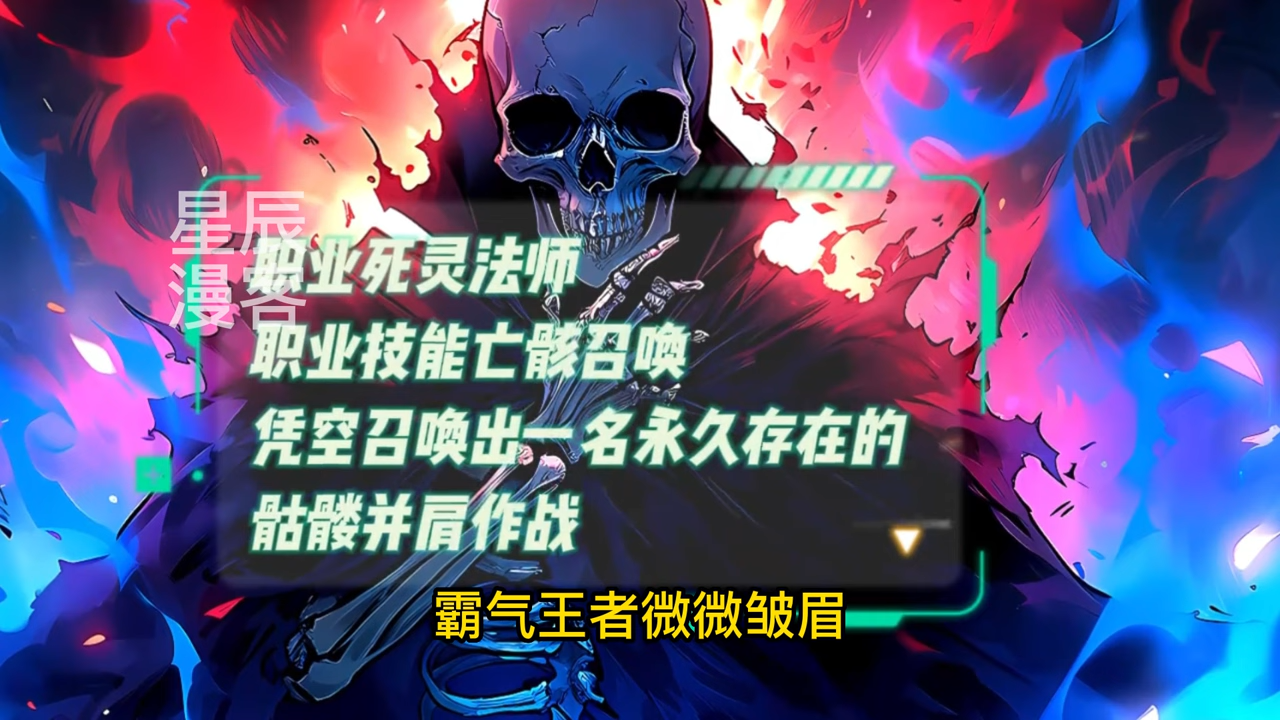 星辰
漫客
职业死灵法师
职业技能亡骸召唤
凭空召唤出一名永久存在的
骷髅并肩作战
霸气王者微微皱眉